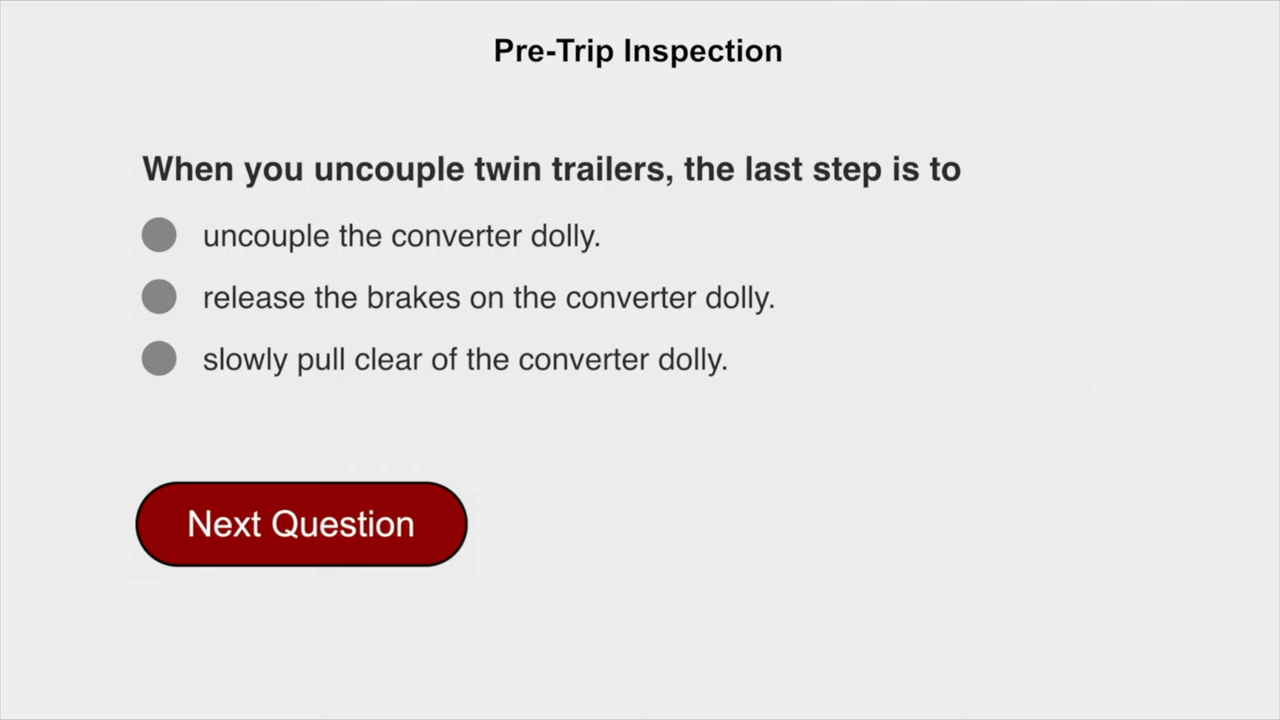 Pre-Trip Inspection
When you uncouple twin trailers, the last step is to
uncouple the converter dolly.
release the brakes on the converter dolly.
slowly pull clear of the converter dolly.
Next Question